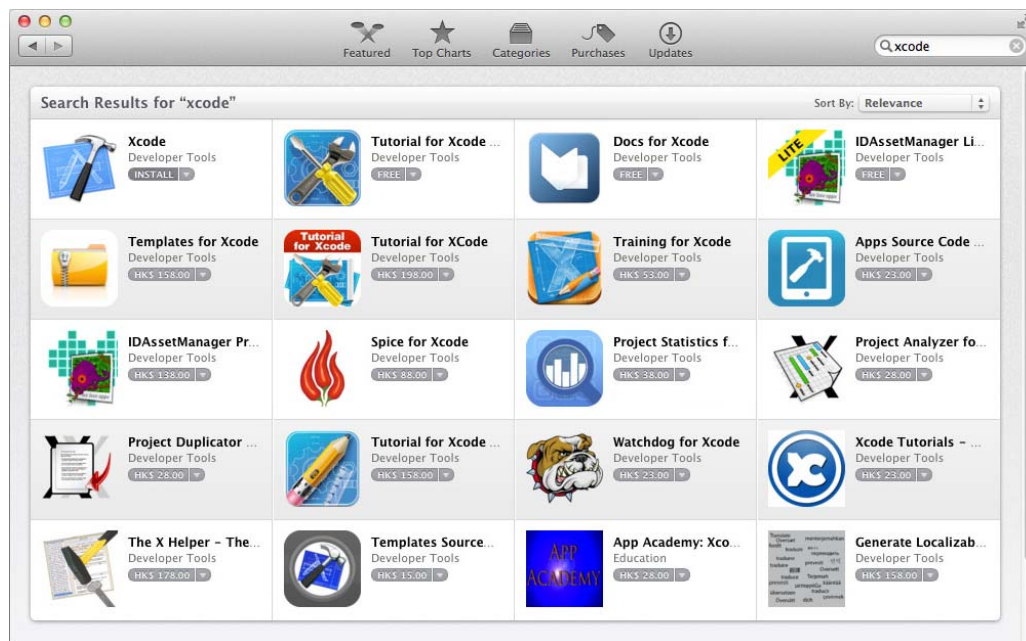 Featured
Top Charts
Categories
Purchases
Updates
xcode
Search Results for “xcode”
Sort By: Relevance
Xcode
Developer Tools
INSTALL
Tutorial for Xcode ...
Developer Tools
FREE
Docs for Xcode
Developer Tools
FREE
LITE
IDAssetManager Li...
Developer Tools
FREE
Templates for Xcode
Developer Tools
HK$ 158.00
Tutorial
for Xcode
Tutorial for XCode
Developer Tools
HK$ 198.00
Training for Xcode
Developer Tools
HK$ 53.00
Apps Source Code ...
Developer Tools
HK$ 23.00
IDAssetManager Pr...
Developer Tools
HK$ 138.00
Spice for Xcode
Developer Tools
HK$ 88.00
Project Statistics f...
Developer Tools
HK$ 38.00
Project Analyzer fo...
Developer Tools
HK$ 28.00
Project Duplicator ...
Developer Tools
HK$ 28.00
Tutorial for Xcode ...
Developer Tools
HK$ 158.00
Watchdog for Xcode
Developer Tools
HK$ 23.00
Xcode Tutorials – ...
Developer Tools
HK$ 23.00
The X Helper – The...
Developer Tools
HK$ 178.00
Templates Source...
Developer Tools
HK$ 15.00
APP
ACADEMY
App Academy: Xco...
Education
HK$ 28.00
Generate Localizab...
Developer Tools
HK$ 158.00